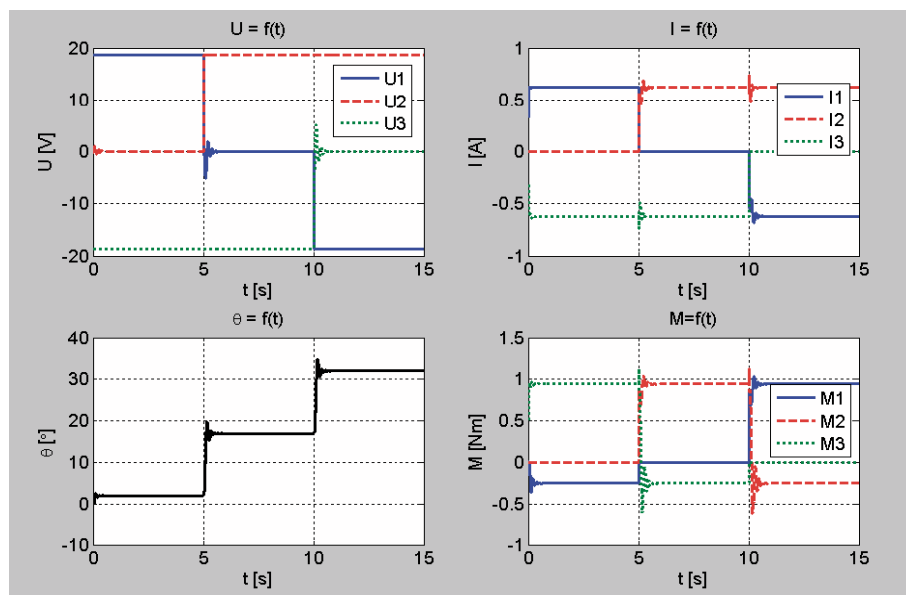 U = f(t)
20
10
0
-10
-20
U [V]
U1
U2
U3
0 5 10 15
t [s]
I = f(t)
1
0.5
0
-0.5
-1
I [A]
I1
I2
I3
0 5 10 15
t [s]
θ = f(t)
40
30
20
10
0
-10
θ [°]
0 5 10 15
t [s]
M=f(t)
1.5
1
0.5
0
-0.5
-1
M [Nm]
M1
M2
M3
0 5 10 15
t [s]